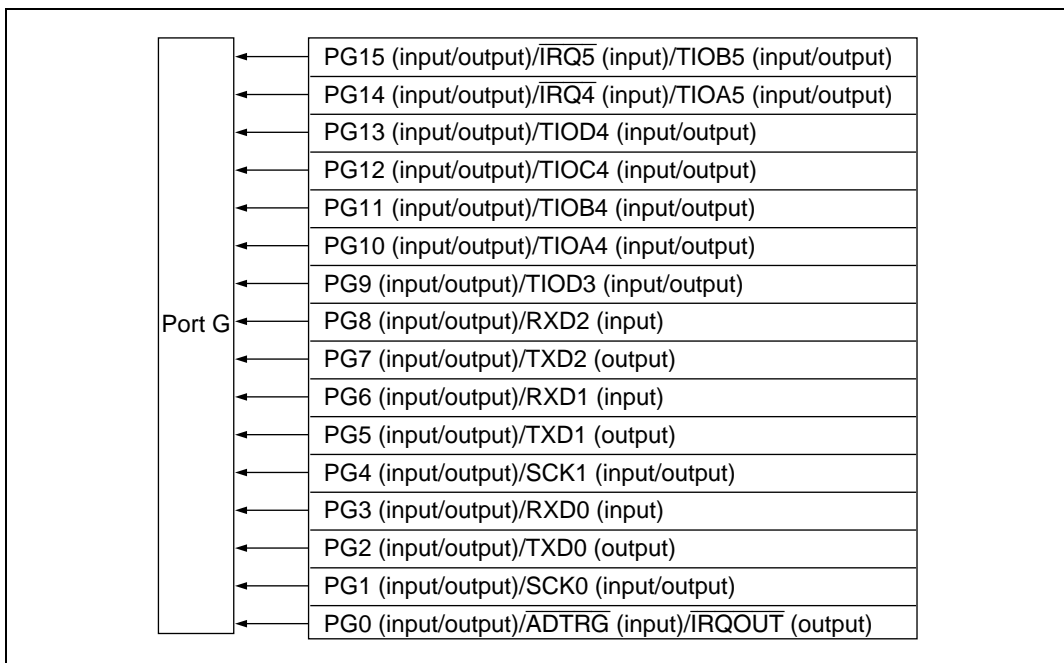 PG15 (input/output)/IRQ5 (input)/TIOB5 (input/output)
PG14 (input/output)/IRQ4 (input)/TIOA5 (input/output)
PG13 (input/output)/TIOD4 (input/output)
PG12 (input/output)/TIOC4 (input/output)
PG11 (input/output)/TIOB4 (input/output)
PG10 (input/output)/TIOA4 (input/output)
PG9 (input/output)/TIOD3 (input/output)
Port G
PG8 (input/output)/RXD2 (input)
PG7 (input/output)/TXD2 (output)
PG6 (input/output)/RXD1 (input)
PG5 (input/output)/TXD1 (output)
PG4 (input/output)/SCK1 (input/output)
PG3 (input/output)/RXD0 (input)
PG2 (input/output)/TXD0 (output)
PG1 (input/output)/SCK0 (input/output)
PG0 (input/output)/ADTRG (input)/IRQOUT (output)